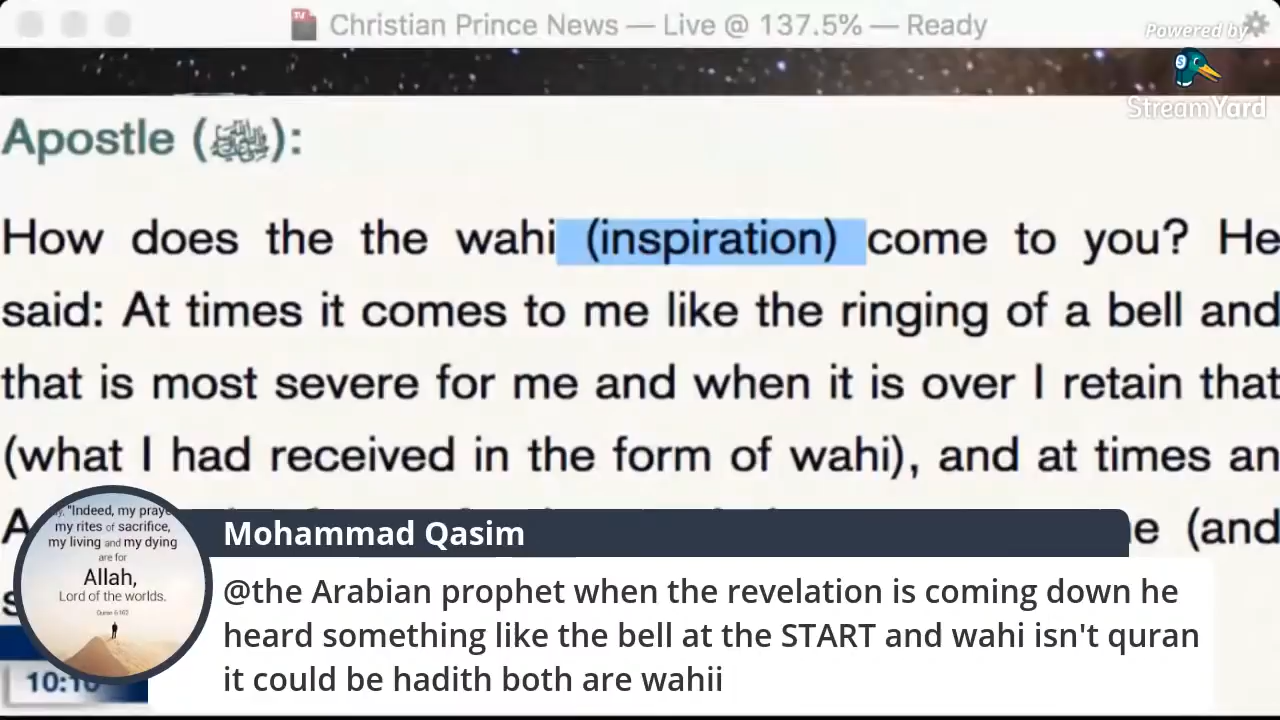 Christian Prince News — Live @ 137.5% — Ready
Powered by
StreamYard
Apostle (ﷺ):
How does the the wahi (inspiration) come to you? He
said: At times it comes to me like the ringing of a bell and
that is most severe for me and when it is over I retain that
(what I had received in the form of wahi), and at times an
(and
"Indeed, my prayer,
my rites of sacrifice,
my living and my dying
are for
Allah,
Lord of the worlds.
Quran 6:162
Mohammad Qasim
@the Arabian prophet when the revelation is coming down he
heard something like the bell at the START and wahi isn't quran
it could be hadith both are wahii